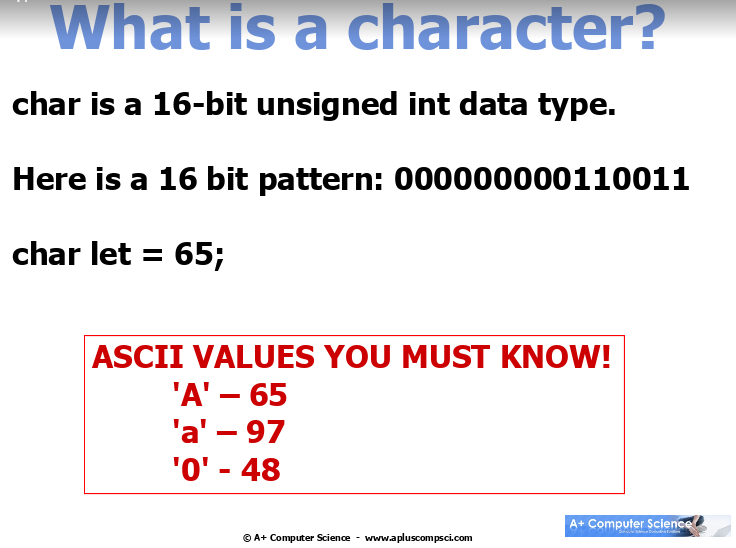 What is a character?
char is a 16-bit unsigned int data type.
Here is a 16 bit pattern: 000000000110011
char let = 65;
ASCII VALUES YOU MUST KNOW!
'A' – 65
'a' – 97
'0' - 48
A+ Computer Science
© A+ Computer Science - www.apluscompsci.com